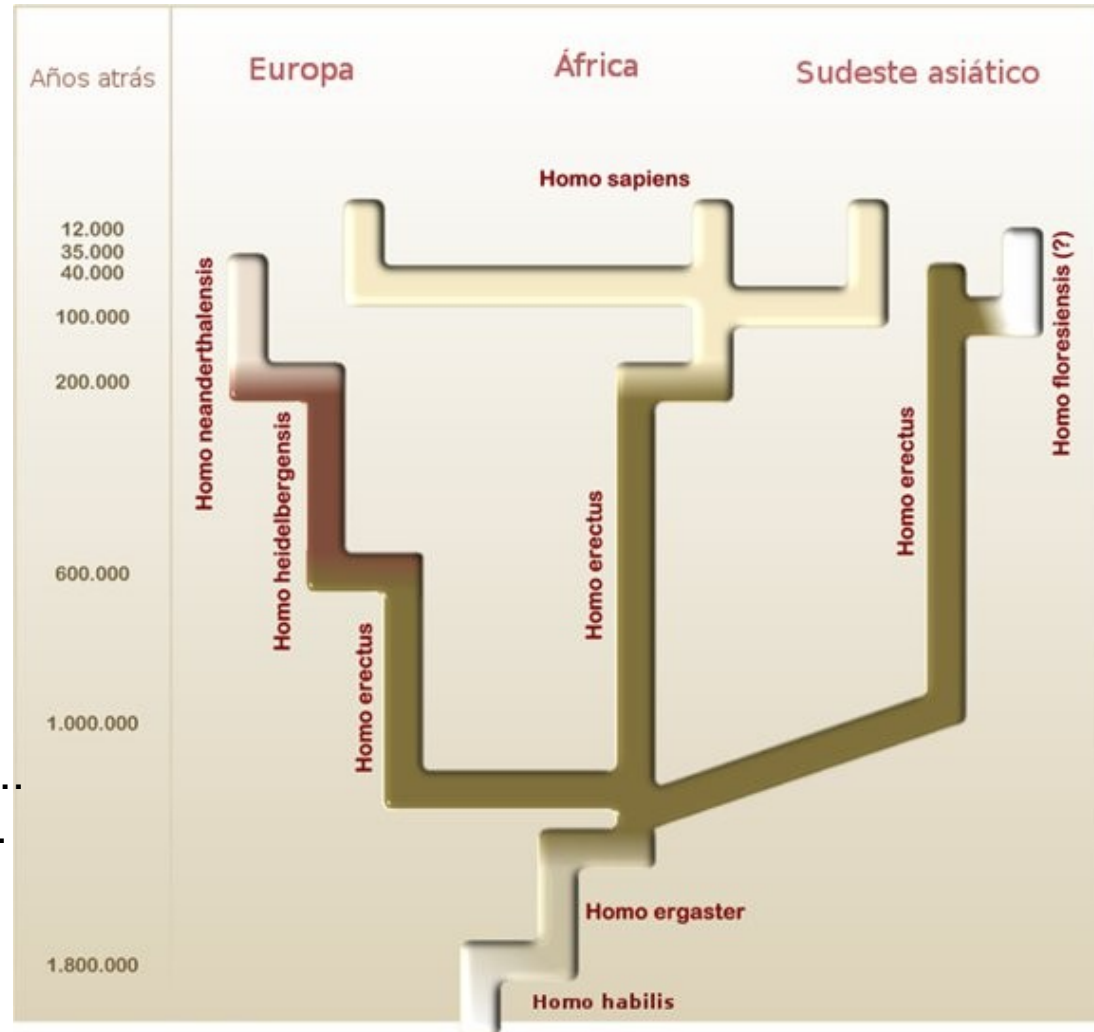 Años atrás
Europa
África
Sudeste asiático
Homo sapiens
12.000
35.000
40.000
100.000
200.000
600.000
1.000.000
1.800.000
Homo neanderthalensis
Homo heidelbergensis
Homo erectus
Homo erectus
Homo erectus
Homo floresiensis (?)
Homo ergaster
Homo habilis
..
.